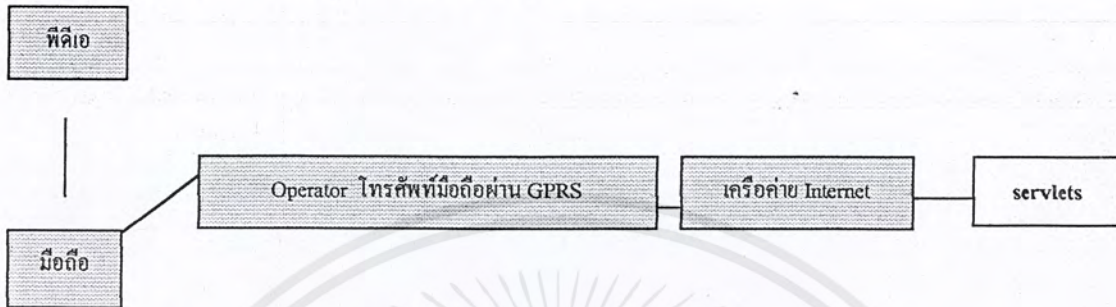 พีดีเอ
Operator โทรศัพท์มือถือผ่าน GPRS
เครือค่าย Internet
servlets
มือถือ